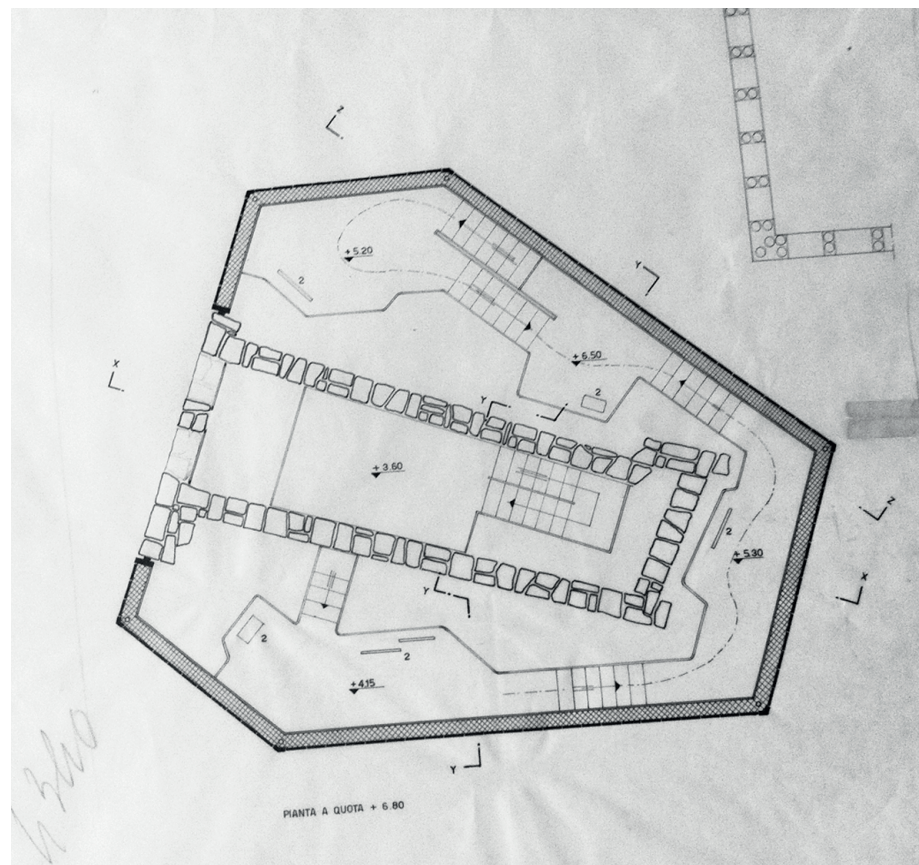 Z
+ 5.20
2
Y
+ 6.50
X
2
Y
+ 3.60
Z
2
+ 5.30
X
Y
2
2
+ 4.15
Y
PIANTA A QUOTA + 6.80